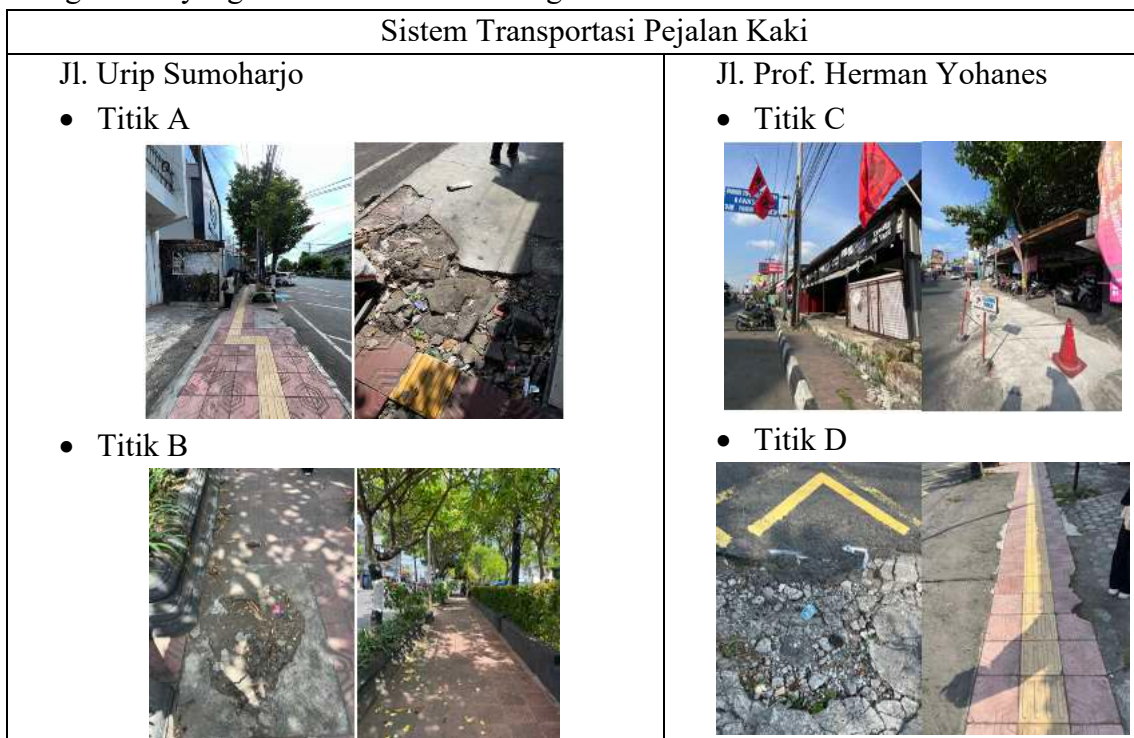 Sistem Transportasi Pejalan Kaki
Jl. Urip Sumoharjo
• Titik A
• Titik B
Jl. Prof. Herman Yohanes
• Titik C
• Titik D